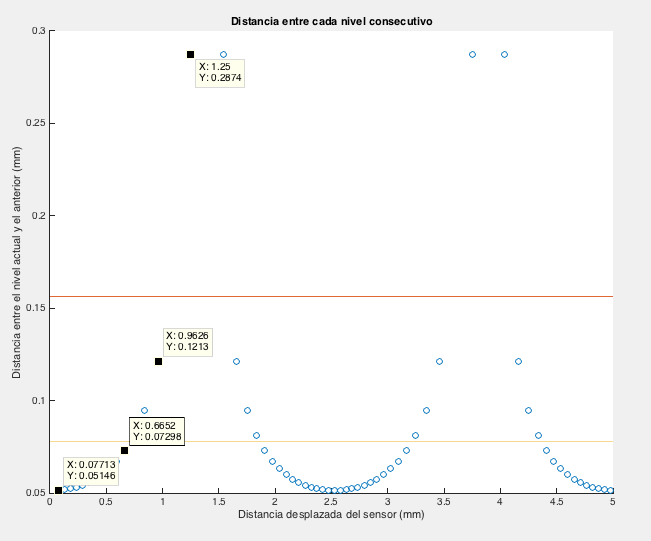 Distancia entre cada nivel consecutivo
Distancia entre el nivel actual y el anterior (mm)
0.3
0.25
0.2
0.15
0.1
0.05
X: 1.25
Y: 0.2874
X: 0.9626
Y: 0.1213
X: 0.6652
Y: 0.07298
X: 0.07713
Y: 0.05146
0
0.5
1
1.5
2
2.5
3
3.5
4
4.5
5
Distancia desplazada del sensor (mm)